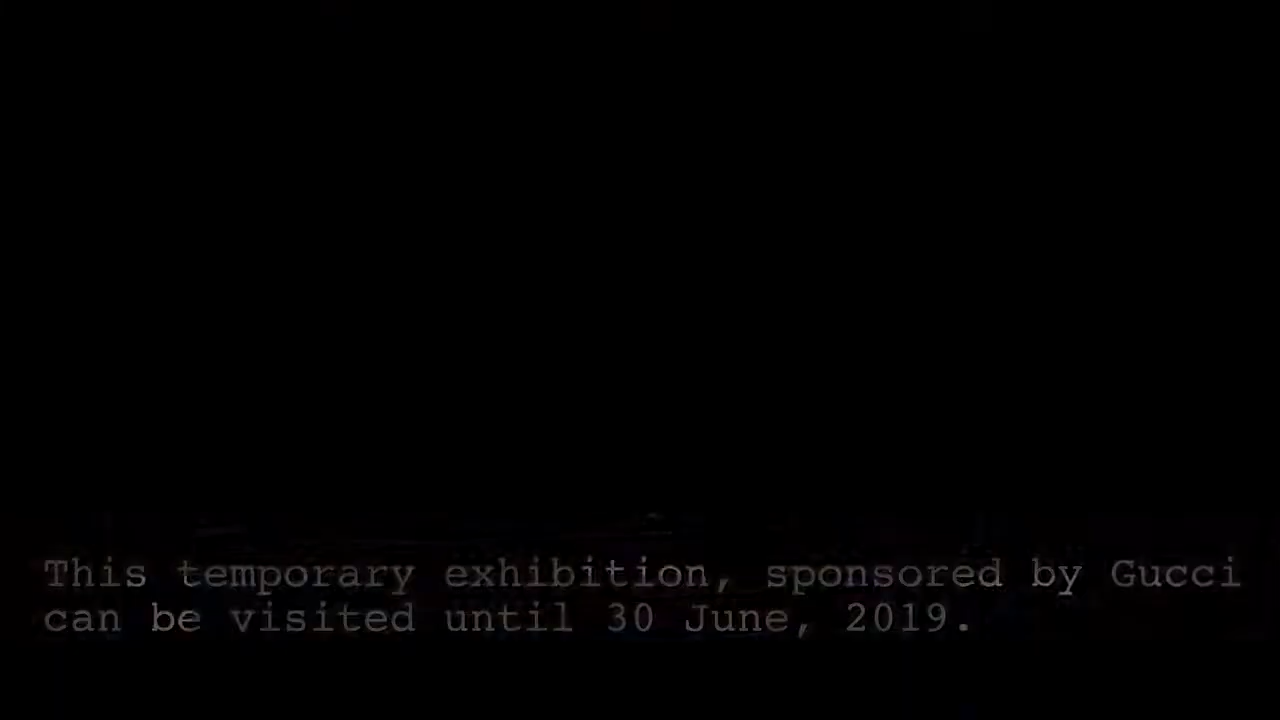 This temporary exhibition, sponsored by Gucci
can be visited until 30 June, 2019.